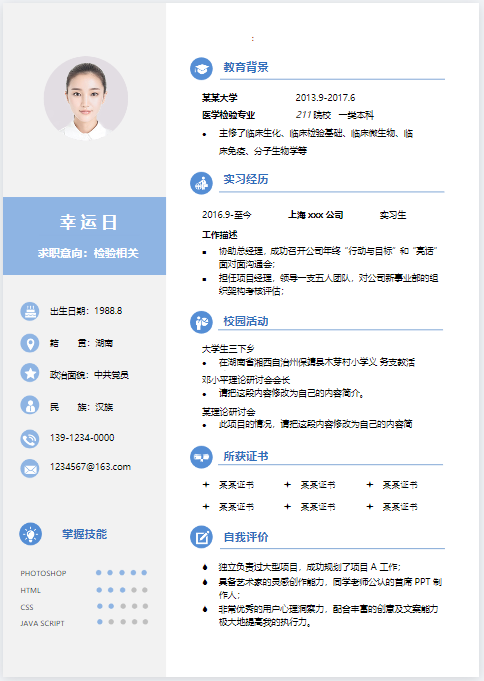 幸运日
求职意向：检验相关
出生日期：1988.8
籍 贯：湖南
政治面貌：中共党员
民 族：汉族
139-1234-0000
1234567@163.com
掌握技能
PHOTOSHOP
HTML
CSS
JAVA SCRIPT
:
教育背景
某某大学 2013.9-2017.6
医学检验专业 211 院校 一类本科
主修了临床生化、临床检验基础、临床微生物、临
床免疫、分子生物学等
实习经历
2016.9-至今 上海 xxx 公司 实习生
工作描述
协助总经理，成功召开公司年终“行动与目标”和“亮话”
面对面沟通会；
担任项目经理，领导一支五人团队，对公司新事业部的组
织架构考核评估；
校园活动
大学生三下乡
在湖南省湘西自治州保靖县木芽村小学义 务支教活
邓小平理论研讨会会长
请把这段内容修改为自己的内容简介。
某理论研讨会
此项目的情况，请把这段内容修改为自己的内容简
所获证书
+ 某某证书 + 某某证书 + 某某证书
+ 某某证书 + 某某证书 + 某某证书
自我评价
独立负责过大型项目，成功规划了项目 A 工作；
具备艺术家的灵感创作能力，同学老师公认的首席 PPT 制
作人；
非常优秀的用户心理洞察力，配合丰富的创意及文案能力
极大地提高我的执行力。